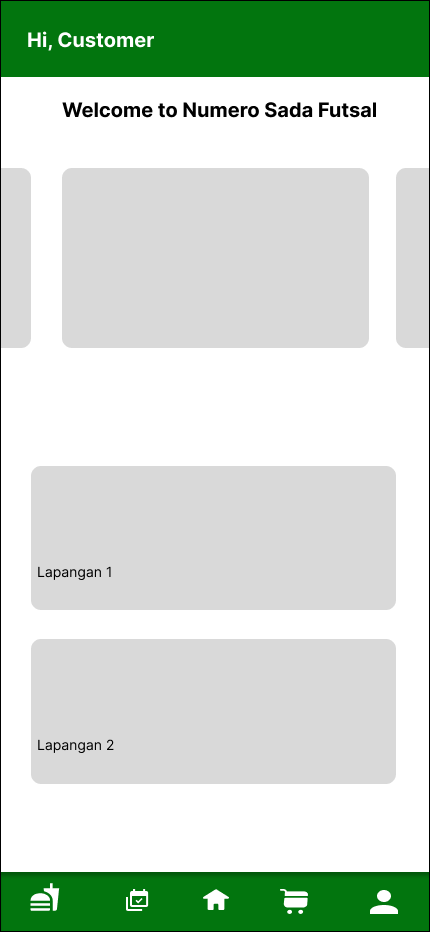 Hi, Customer
Welcome to Numero Sada Futsal
Lapangan 1
Lapangan 2